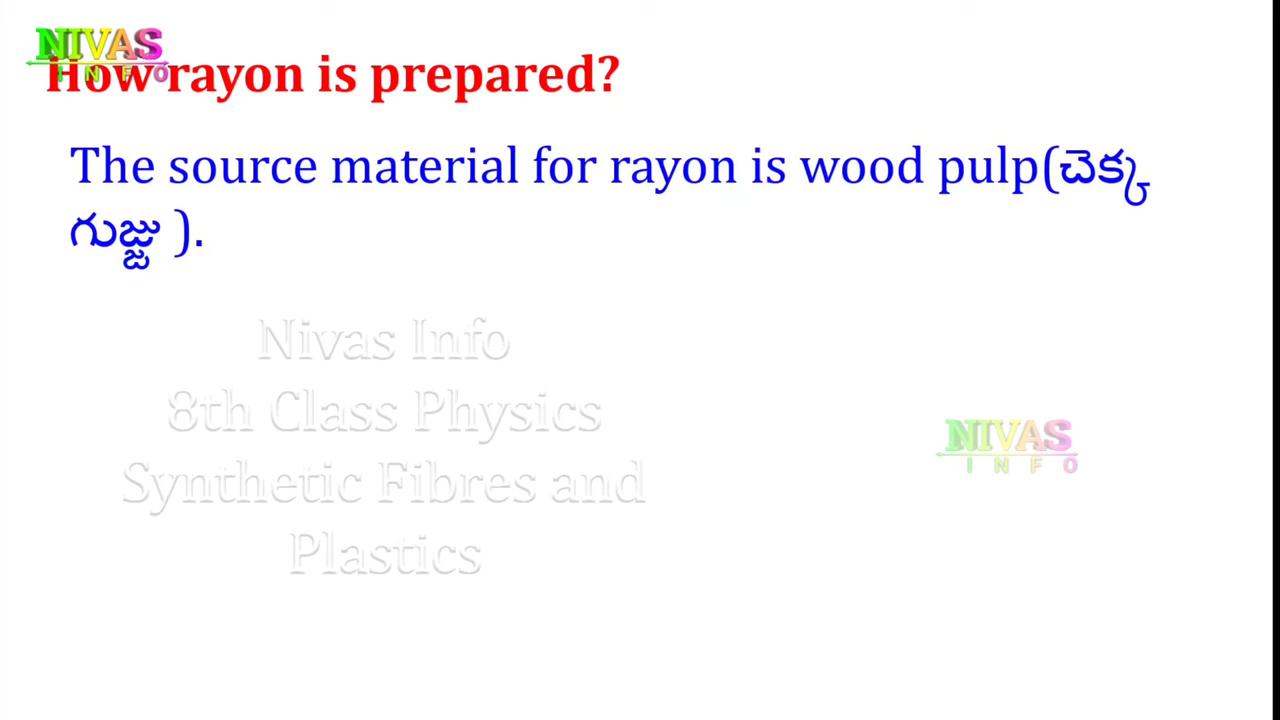 NIVAS
INFO
How rayon is prepared?
The source material for rayon is wood pulp(చెక్క
గుజ్జు ).
Nivas Info
8th Class Physics
Synthetic Fibres and
Plastics
NIVAS
INFO